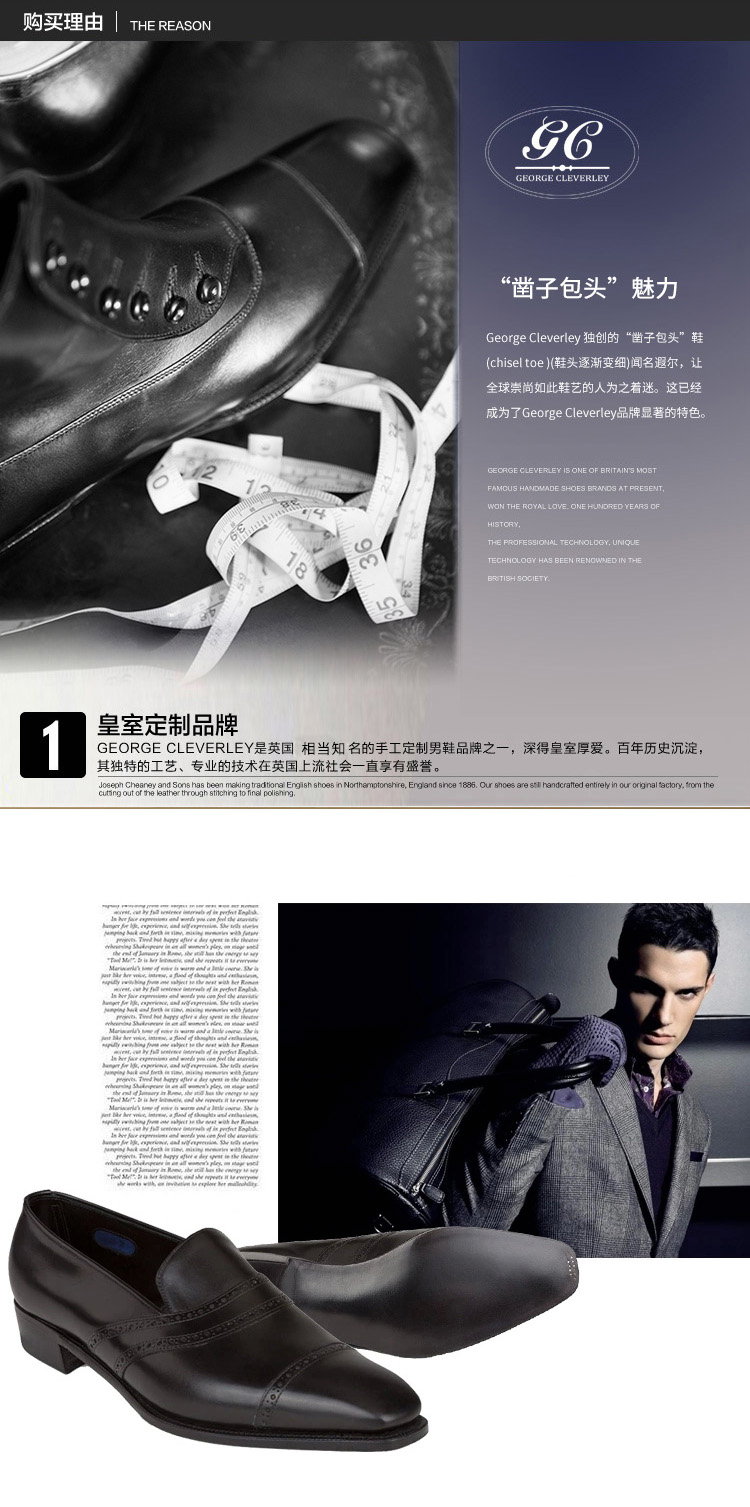 购买理由
THE REASON
GC
GEORGE CLEVERLEY
“凿子包头”魅力
George Cleverley 独创的“凿子包头”鞋
(chisel toe )(鞋头逐渐变细)闻名遐尔，让
全球崇尚如此鞋艺的人为之着迷。这已经
成为了George Cleverley品牌显著的特色。
GEORGE CLEVERLEY IS ONE OF BRITAIN'S MOST
FAMOUS HANDMADE SHOES BRANDS AT PRESENT,
WON THE ROYAL LOVE. ONE HUNDRED YEARS OF
HISTORY,
THE PROFESSIONAL TECHNOLOGY, UNIQUE
TECHNOLOGY HAS BEEN RENOWNED IN THE
BRITISH SOCIETY.
0
12
14
18
36
35
1
皇室定制品牌
GEORGE CLEVERLEY是英国 相当知 名的手工定制男鞋品牌之一，深得皇室厚爱。百年历史沉淀，
其独特的工艺、专业的技术在英国上流社会一直享有盛誉。
Joseph Cheaney and Sons has been making traditional English shoes in Northamptonshire, England since 1886. Our shoes are still handcrafted entirely in our original factory, from the
cutting out of the leather through stitching to final polishing.
rapidly switching from one subject to the next with her Roman
accent, cut by full sentence intervals of in perfect English.
In her face expressions and words you can feel the atavistic
hunger for life, experience, and self-expression. She tells stories
jumping back and forth in time, mixing memories with future
projects. Tired but happy after a day spent in the theatre
rehearsing Shakespeare in an all women's play, on stage until
the end of January in Rome, she still has the energy to say
"Tool Me!". It is her leitmotiv, and she repeats it to everyone
Mariacarla's tone of voice is warm and a little coarse. She is
just like her voice, intense, a flood of thoughts and enthusiasm,
rapidly switching from one subject to the next with her Roman
accent, cut by full sentence intervals of in perfect English.
In her face expressions and words you can feel the atavistic
hunger for life, experience, and self-expression. She tells stories
jumping back and forth in time, mixing memories with future
projects. Tired but happy after a day spent in the theatre
rehearsing Shakespeare in an all women's play, on stage until
Mariacarla's tone of voice is warm and a little coarse. She is
just like her voice, intense, a flood of thoughts and enthusiasm,
rapidly switching from one subject to the next with her Roman
accent, cut by full sentence intervals of in perfect English.
In her face expressions and words you can feel the atavistic
hunger for life, experience, and self-expression. She tells stories
jumping back and forth in time, mixing memories with future
projects. Tired but happy after a day spent in the theatre
rehearsing Shakespeare in an all women's play, on stage until
the end of January in Rome, she still has the energy to say
"Tool Me!". It is her leitmotiv, and she repeats it to everyone
Mariacarla's tone of voice is warm and a little coarse. She is
just like her voice, intense, a flood of thoughts and enthusiasm,
rapidly switching from one subject to the next with her Roman
accent, cut by full sentence intervals of in perfect English.
In her face expressions and words you can feel the atavistic
hunger for life, experience, and self-expression. She tells stories
jumping back and forth in time, mixing memories with future
projects. Tired but happy after a day spent in the theatre
rehearsing Shakespeare in an all women's play, on stage until
the end of January in Rome, she still has the energy to say
"Tool Me!". It is her leitmotiv, and she repeats it to everyone
she works with, an invitation to explore her malleability.